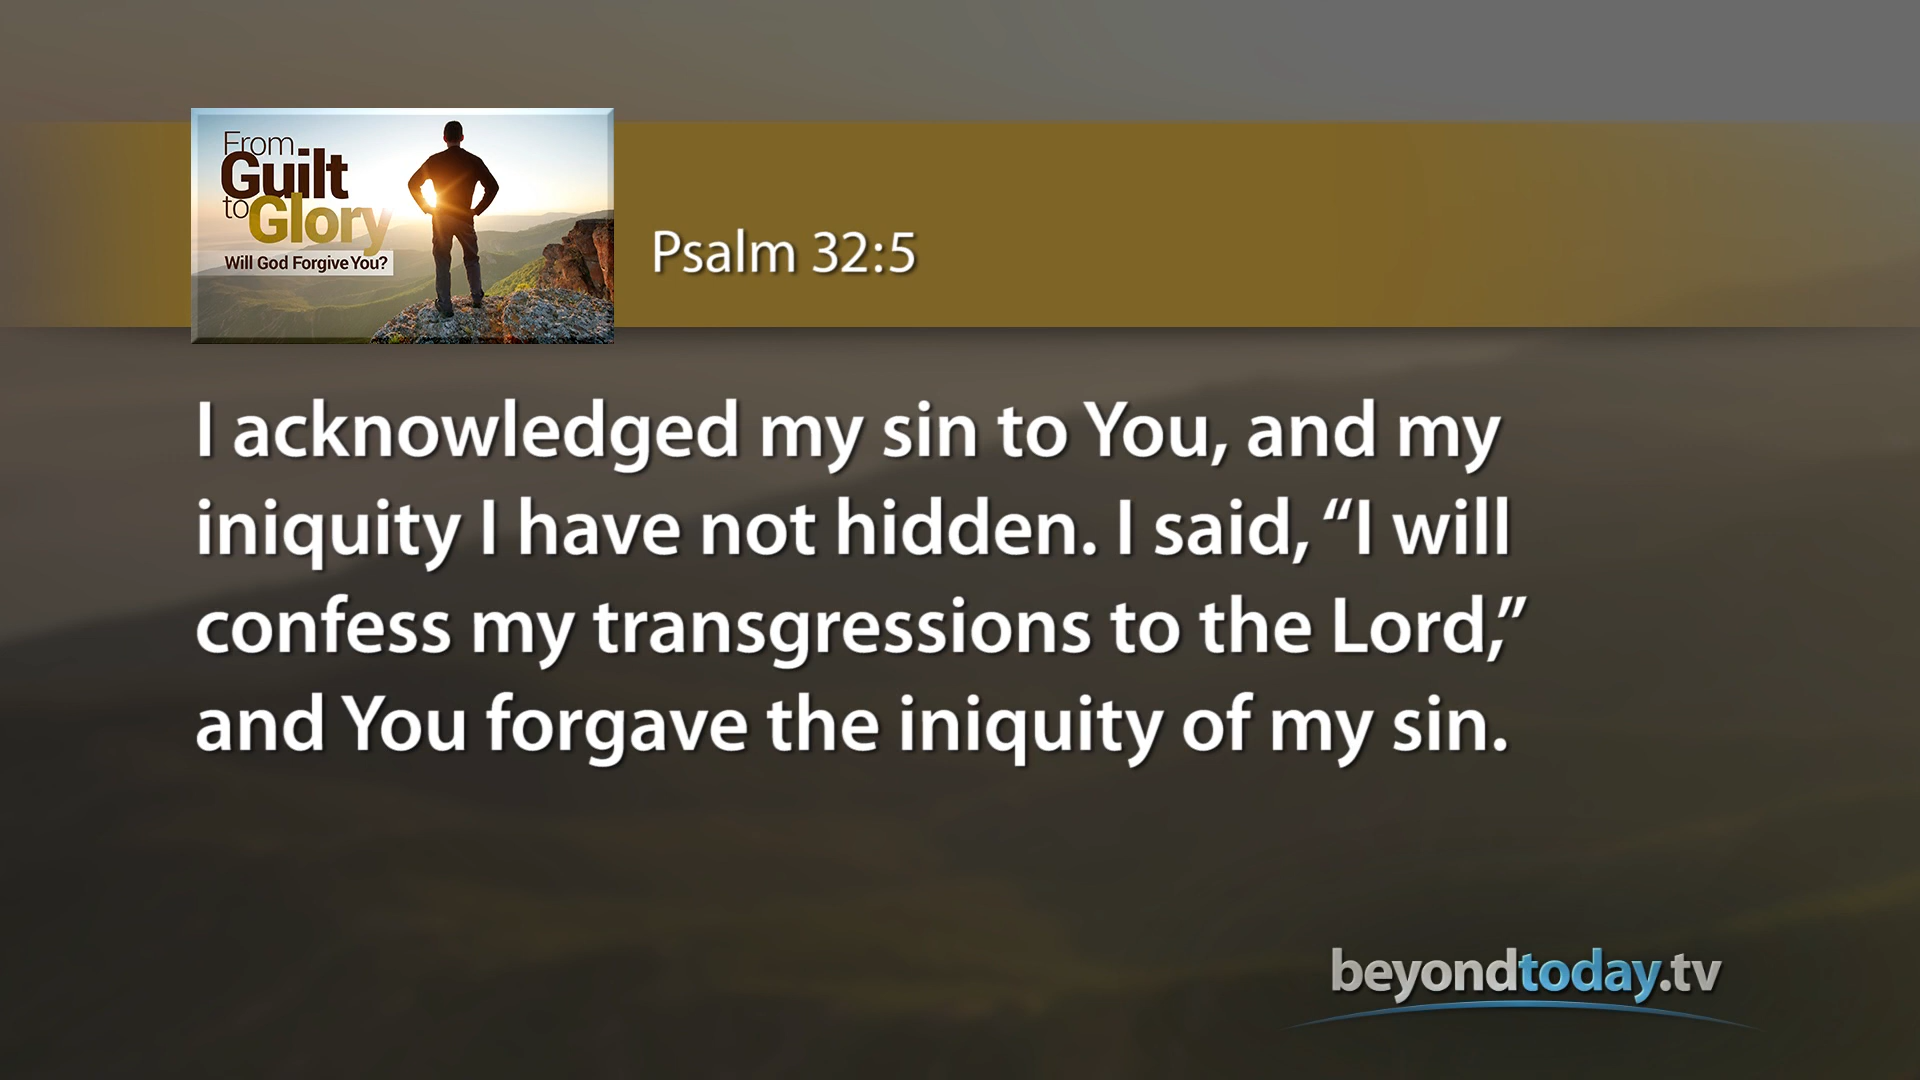 From
Guilt
to Glory
Will God Forgive You?
Psalm 32:5
I acknowledged my sin to You, and my
iniquity I have not hidden. I said, “I will
confess my transgressions to the Lord,”
and You forgave the iniquity of my sin.
beyondtoday.tv